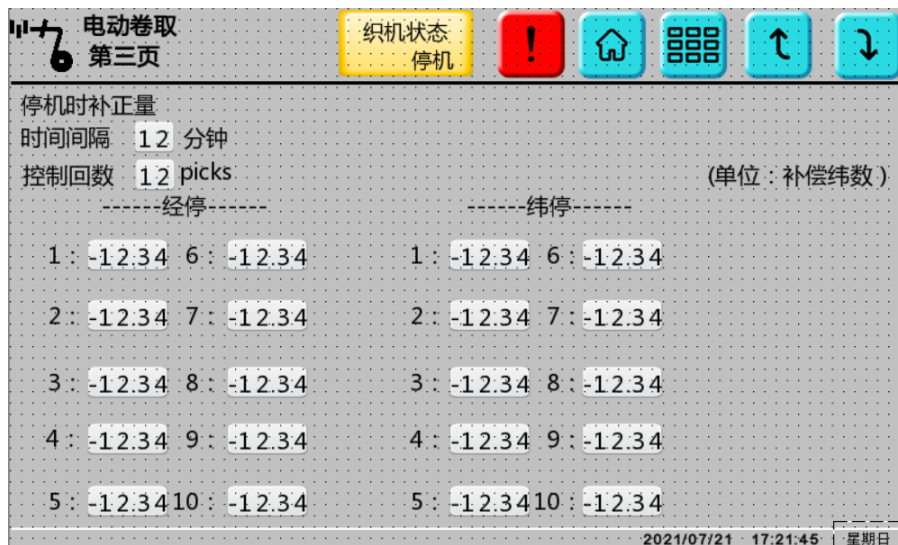 电动卷取
第三页
织机状态
停机
!
停机时补正量
时间间隔 12 分钟
控制回数 12 picks
(单位：补偿纬数)
------经停------ ------纬停------
1： -12.34 6： -12.34 1： -12.34 6： -12.34
2： -12.34 7： -12.34 2： -12.34 7： -12.34
3： -12.34 8： -12.34 3： -12.34 8： -12.34
4： -12.34 9： -12.34 4： -12.34 9： -12.34
5： -12.34 10： -12.34 5： -12.34 10： -12.34
2021/07/21 17:21:45 星期日